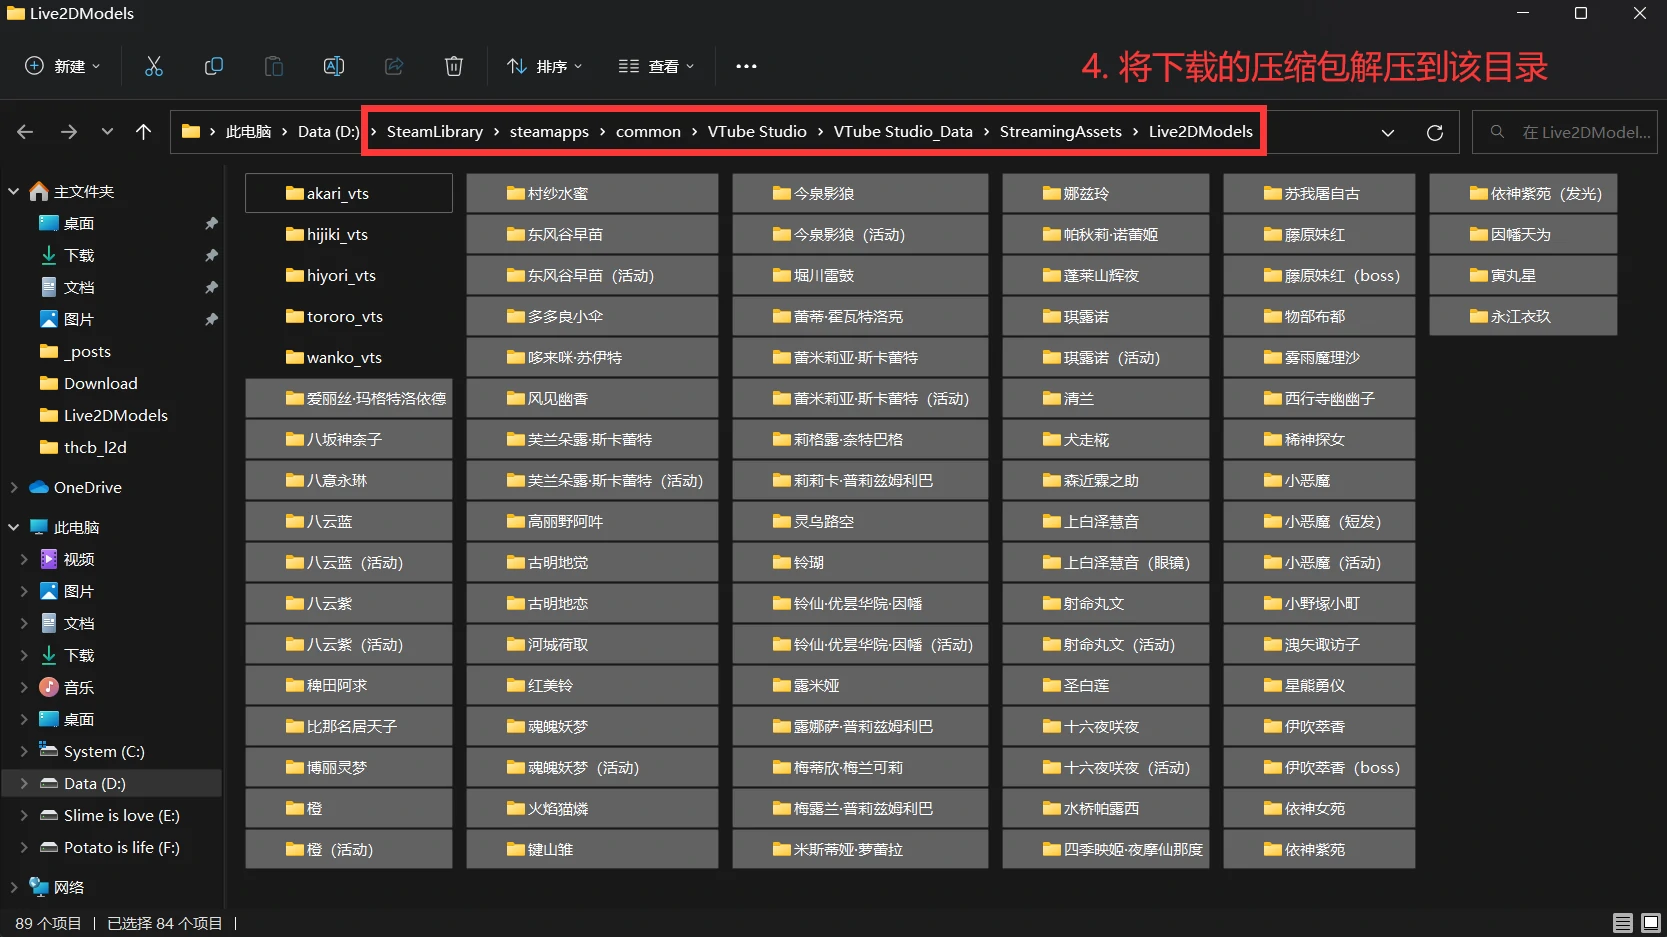 Live2DModels
新建
排序
查看
4. 将下载的压缩包解压到该目录
此电脑 Data (D:) SteamLibrary steamapps common VTube Studio VTube Studio_Data StreamingAssets Live2DModels
在 Live2DModel...
主文件夹
桌面
下载
文档
图片
_posts
Download
Live2DModels
thcb_l2d
OneDrive
此电脑
视频
图片
文档
下载
音乐
桌面
System (C:)
Data (D:)
Slime is love (E:)
Potato is life (F:)
网络
akari_vts
hijiki_vts
hiyori_vts
tororo_vts
wanko_vts
爱丽丝·玛格特洛依德
八坂神奈子
八意永琳
八云蓝
八云蓝（活动）
八云紫
八云紫（活动）
稗田阿求
比那名居天子
博丽灵梦
橙
橙（活动）
村纱水蜜
东风谷早苗
东风谷早苗（活动）
多多良小伞
哆来咪·苏伊特
风见幽香
芙兰朵露·斯卡蕾特
芙兰朵露·斯卡蕾特（活动）
高丽野阿吽
古明地觉
古明地恋
河城荷取
红美铃
魂魄妖梦
魂魄妖梦（活动）
火焰猫燐
键山雏
今泉影狼
今泉影狼（活动）
堀川雷鼓
蕾蒂·霍瓦特洛克
蕾米莉亚·斯卡蕾特
蕾米莉亚·斯卡蕾特（活动）
莉格露·奈特巴格
莉莉卡·普莉兹姆利巴
灵乌路空
铃瑚
铃仙·优昙华院·因幡
铃仙·优昙华院·因幡（活动）
露米娅
露娜萨·普莉兹姆利巴
梅蒂欣·梅兰可莉
梅露兰·普莉兹姆利巴
米斯蒂娅·萝蕾拉
娜兹玲
帕秋莉·诺蕾姬
蓬莱山辉夜
琪露诺
琪露诺（活动）
清兰
犬走椛
森近霖之助
上白泽慧音
上白泽慧音（眼镜）
射命丸文
射命丸文（活动）
圣白莲
十六夜咲夜
十六夜咲夜（活动）
水桥帕露西
四季映姬·夜摩仙那度
苏我屠自古
藤原妹红
藤原妹红（boss）
物部布都
雾雨魔理沙
西行寺幽幽子
稀神探女
小恶魔
小恶魔（短发）
小恶魔（活动）
小野塚小町
洩矢诹访子
星熊勇仪
伊吹萃香
伊吹萃香（boss）
依神女苑
依神紫苑
依神紫苑（发光）
因幡天为
寅丸星
永江衣玖
89 个项目
已选择 84 个项目